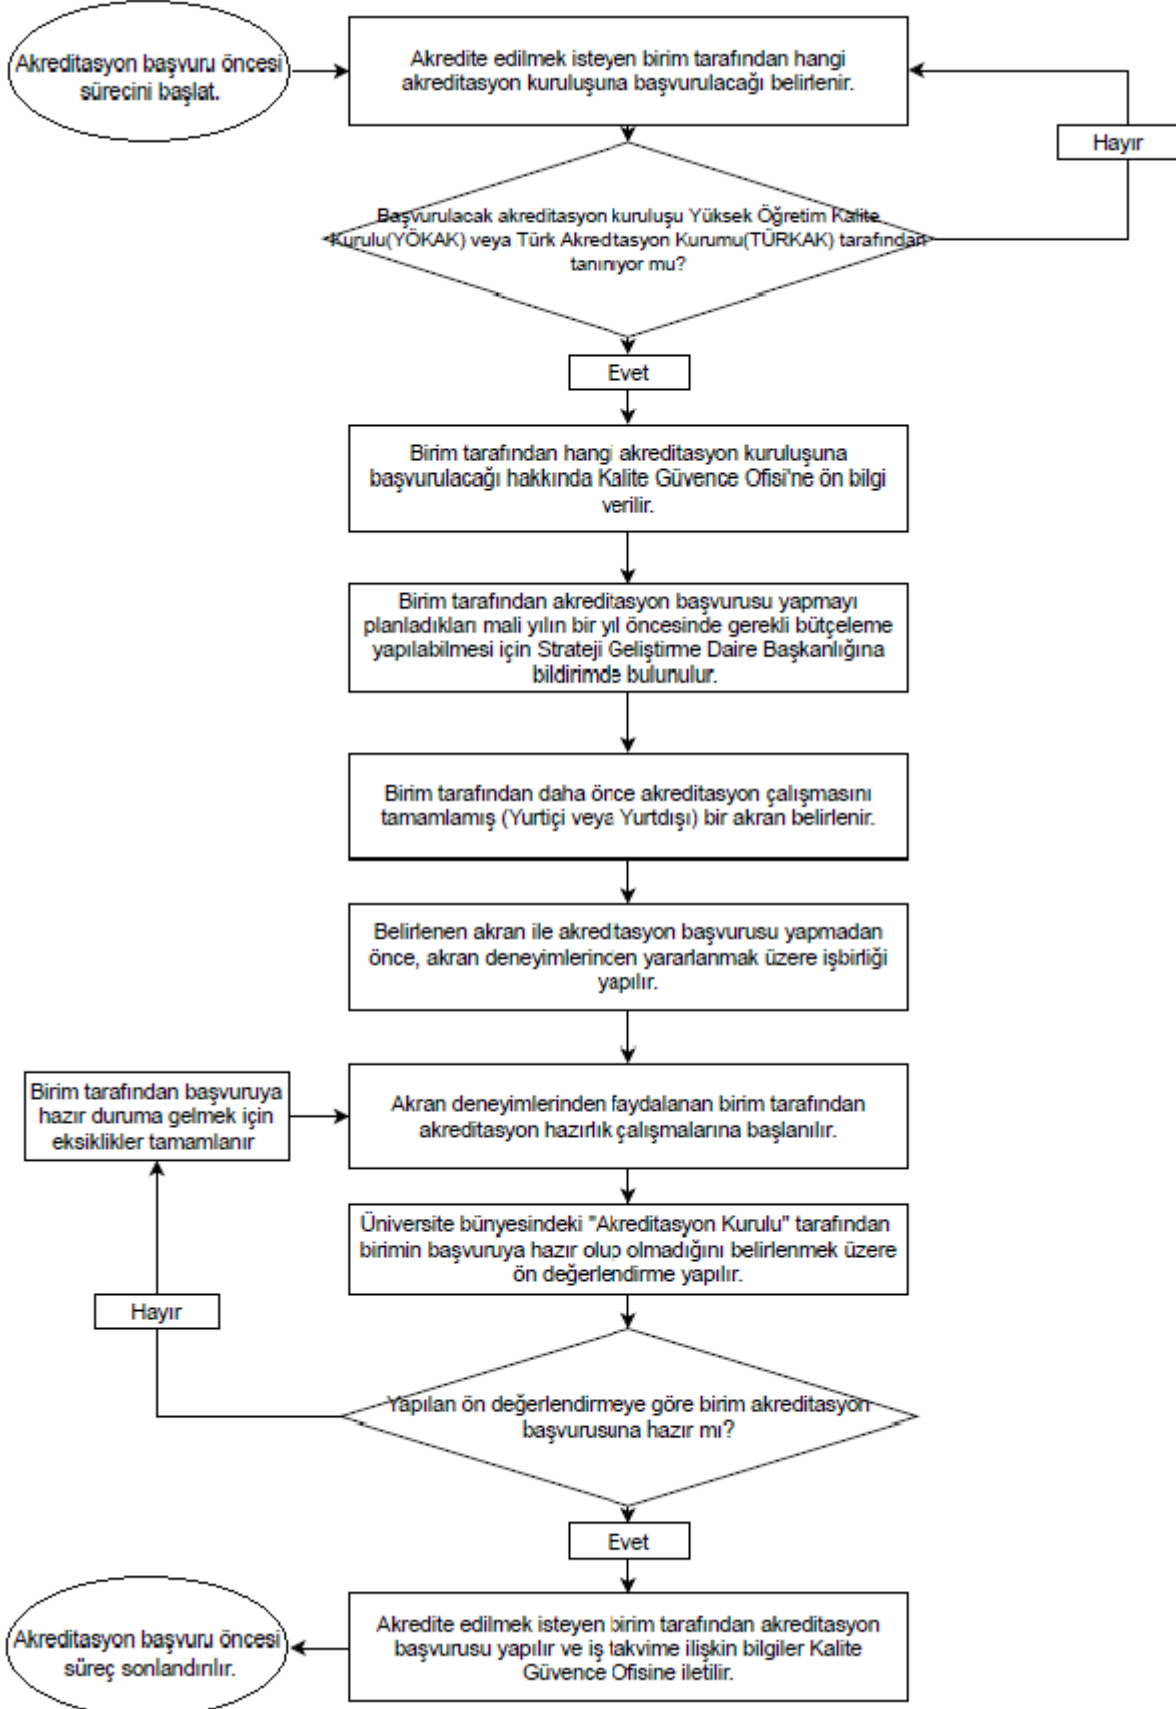 Akreditasyon başvuru öncesi
sürecini başlat.
Akredite edilmek isteyen birim tarafından hangi
akreditasyon kuruluşuna başvurulacağı belirlenir.
Hayır
Başvurulacak akreditasyon kuruluşu Yüksek Öğretim Kalite
Kurulu(YÖKAK) veya Türk Akreditasyon Kurumu(TÜRKAK) tarafından
tanınıyor mu?
Evet
Birim tarafından hangi akreditasyon kuruluşuna
başvurulacağı hakkında Kalite Güvence Ofisi'ne ön bilgi
verilir.
Birim tarafından akreditasyon başvurusu yapmayı
planladıkları mali yılın bir yıl öncesinde gerekli bütçeleme
yapılabilmesi için Strateji Geliştirme Daire Başkanlığına
bildirimde bulunulur.
Birim tarafından daha önce akreditasyon çalışmasını
tamamlamış (Yurtiçi veya Yurtdışı) bir akran belirlenir.
Belirlenen akran ile akreditasyon başvurusu yapmadan
önce, akran deneyimlerinden yararlanmak üzere işbirliği
yapılır.
Birim tarafından başvuruya
hazır duruma gelmek için
eksiklikler tamamlanır
Akran deneyimlerinden faydalanan birim tarafından
akreditasyon hazırlık çalışmalarına başlanılır.
Üniversite bünyesindeki "Akreditasyon Kurulu" tarafından
birimin başvuruya hazır olup olmadığını belirlenmek üzere
ön değerlendirme yapılır.
Hayır
Yapılan ön değerlendirmeye göre birim akreditasyon
başvurusuna hazır mı?
Evet
Akredite edilmek isteyen birim tarafından akreditasyon
başvurusu yapılır ve iş takvime ilişkin bilgiler Kalite
Güvence Ofisine iletilir.
Akreditasyon başvuru öncesi
süreç sonlandırılır.